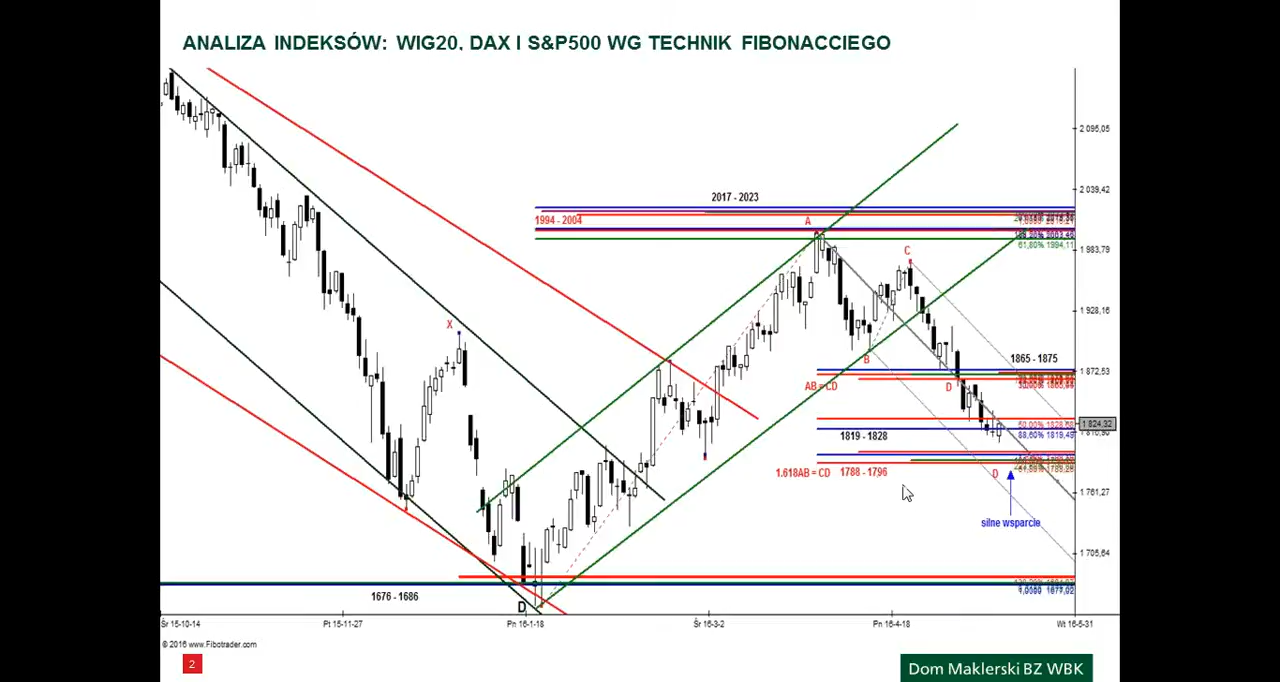 ANALIZA INDEKSÓW: WIG20, DAX I S&P500 WG TECHNIK FIBONACCIEGO
2 095,05
2 039,42
2017 - 2023
1994 - 2004
A
61,80% 1994,11
1 983,79
C
1 928,16
X
B
1865 - 1875
1 872,53
AB = CD
D
1 824,32
50,00% 1828,68
88,60% 1819,49
1819 - 1828
1.618AB = CD
1788 - 1796
D
1 781,27
silne wsparcie
1 705,64
1676 - 1686
D
Śr 15-10-14
Pt 15-11-27
Pn 16-1-18
Śr 16-3-2
Pn 16-4-18
Wt 16-5-31
© 2016 www.Fibotrader.com
2
Dom Maklerski BZ WBK